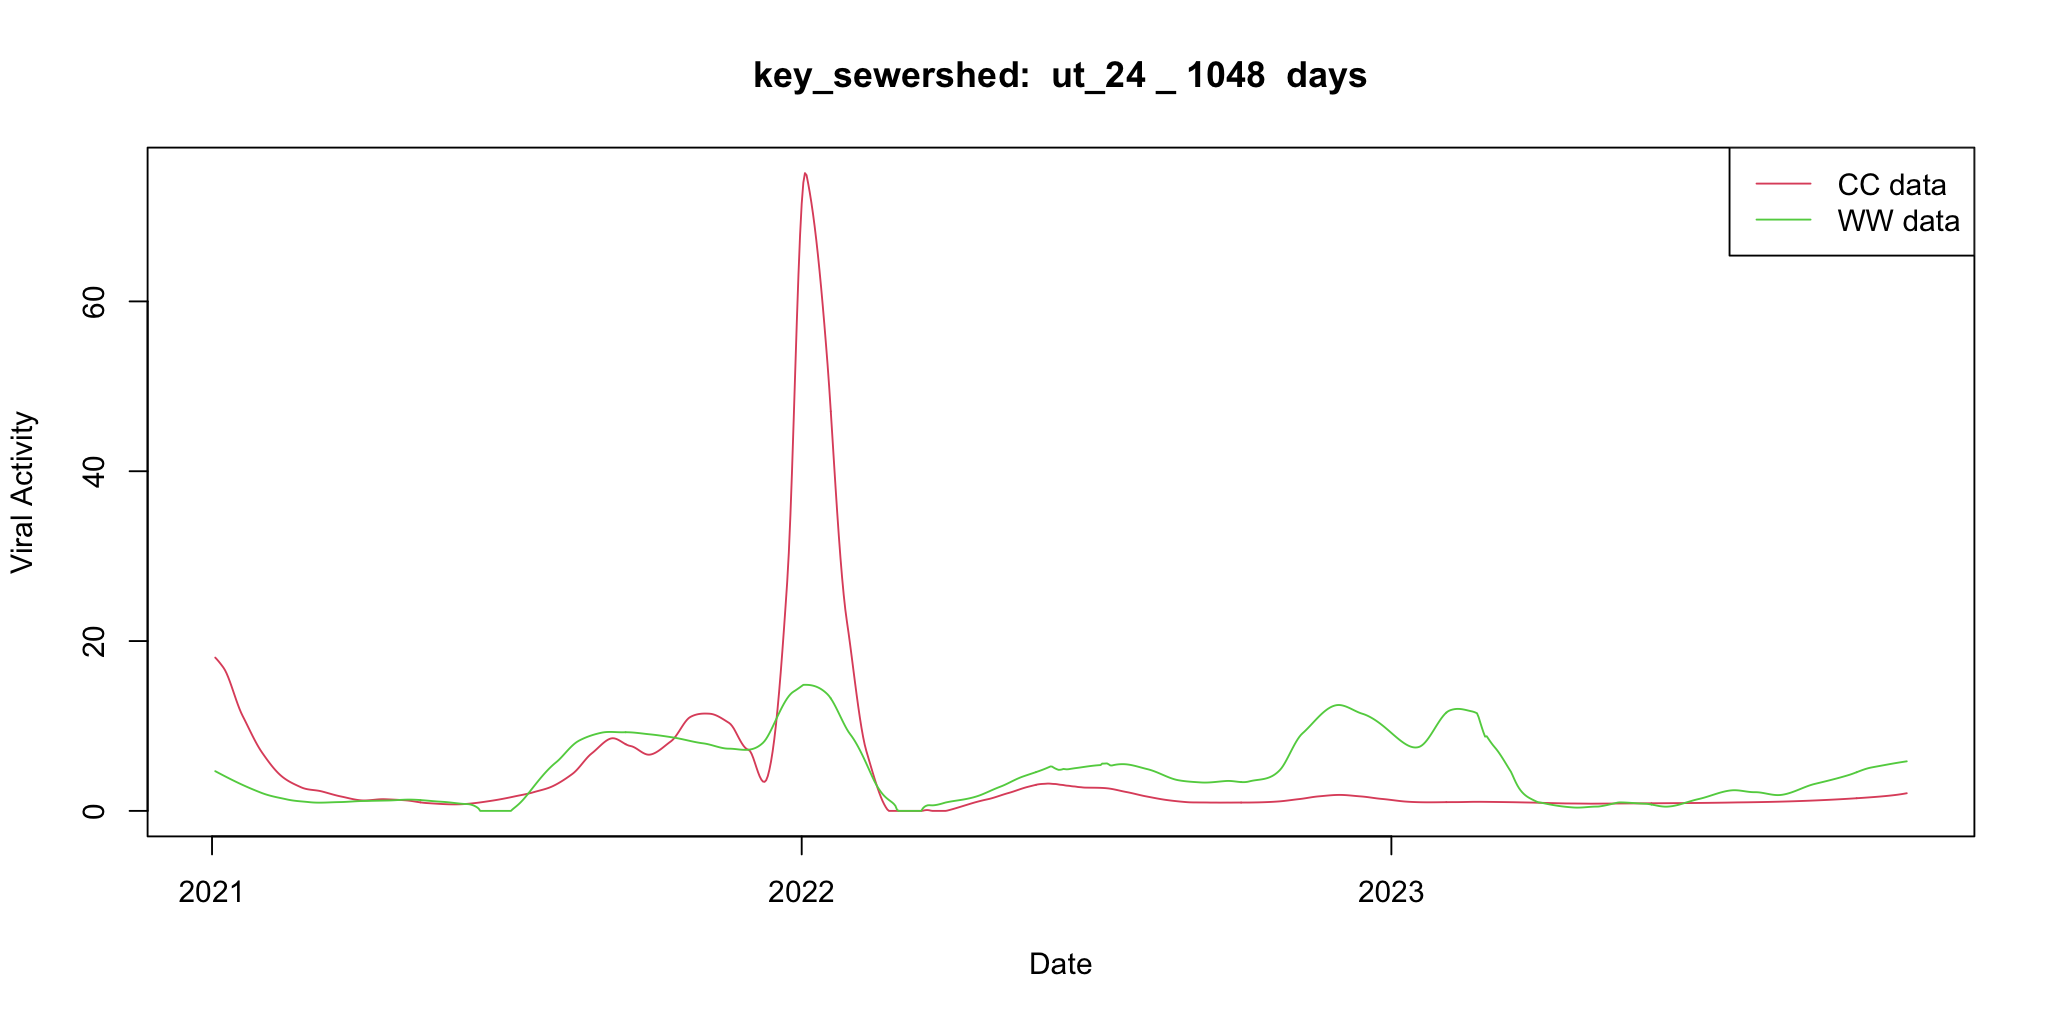 key_sewershed: ut_24 _ 1048 days
CC data
WW data
Viral Activity
60
40
20
0
2021
2022
2023
Date